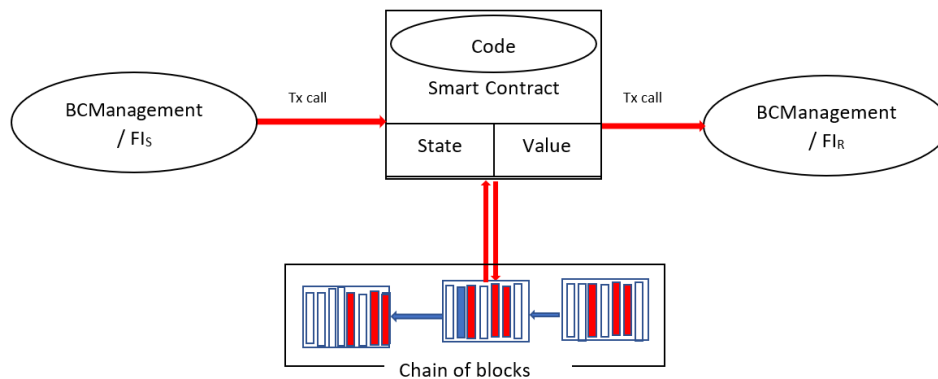 Code
Smart Contract
BCManagement
/ FIS
Tx call
Tx call
BCManagement
/ FIR
State
Value
Chain of blocks